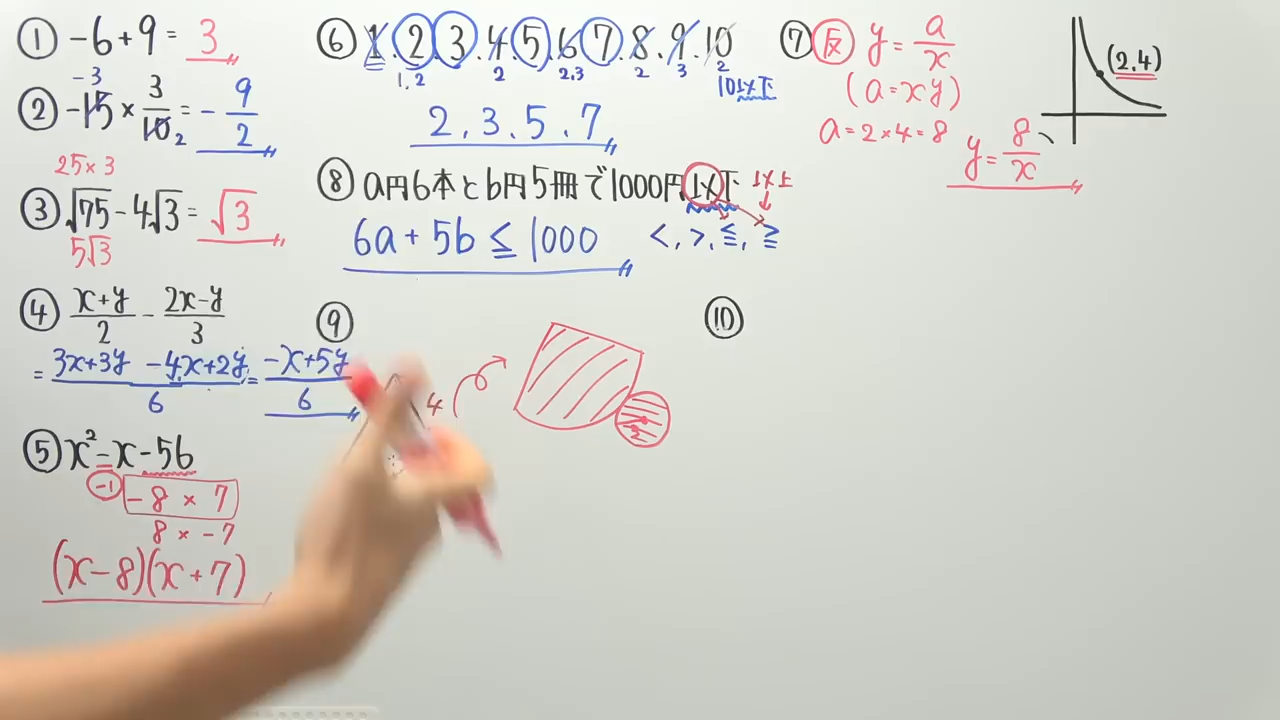 ① -6+9= 3
-3
② -15×3/10= -9/2
2
25×3
③ √75-4√3= √3
5√3
④ x+y/2 - 2x-y/3
= 3x+3y -4x+2y/6 = -x+5y/6
⑤ x²-x-56
-1 -8 × 7
8 × -7
(x-8)(x+7)
⑥ 1.2.3.4.5.6.7.8.9.10
1,2 2 2,3 2 3 2
10以下
2.3.5.7
⑧ a円6本とb円5冊で1000円以下 以上
6a+5b≦1000 <,>,≦,≧
⑨
4
2
⑦ 反 y=a/x
(a=xy)
a=2×4=8
y=8/x
(2.4)
⑩